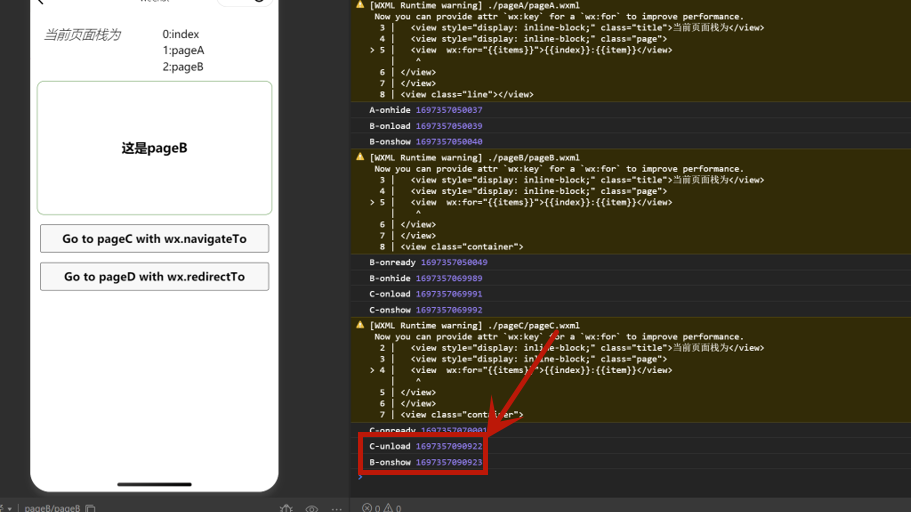 当前页面栈为
0:index
1:pageA
2:pageB
这是pageB
Go to pageC with wx.navigateTo
Go to pageD with wx.redirectTo
pageB/pageB
[WXML Runtime warning] ./pageA/pageA.wxml
Now you can provide attr `wx:key` for a `wx:for` to improve performance.
3 |   <view style="display: inline-block;" class="title">当前页面栈为</view>
4 |   <view style="display: inline-block;" class="page">
> 5 |   <view  wx:for="{{items}}">{{index}}:{{item}}</view>
|    ^
6 | </view>
7 | </view>
8 | <view class="line"></view>
A-onhide 1697357050037
B-onload 1697357050039
B-onshow 1697357050040
[WXML Runtime warning] ./pageB/pageB.wxml
Now you can provide attr `wx:key` for a `wx:for` to improve performance.
3 |   <view style="display: inline-block;" class="title">当前页面栈为</view>
4 |   <view style="display: inline-block;" class="page">
> 5 |   <view  wx:for="{{items}}">{{index}}:{{item}}</view>
|    ^
6 | </view>
7 | </view>
8 | <view class="container">
B-onready 1697357050049
B-onhide 1697357069989
C-onload 1697357069991
C-onshow 1697357069992
[WXML Runtime warning] ./pageC/pageC.wxml
Now you can provide attr `wx:key` for a `wx:for` to improve performance.
2 |   <view style="display: inline-block;" class="title">当前页面栈为</view>
3 |   <view style="display: inline-block;" class="page">
> 4 |   <view  wx:for="{{items}}">{{index}}:{{item}}</view>
|    ^
5 | </view>
6 | </view>
7 | <view class="container">
C-onready 1697357070001
C-unload 1697357090922
B-onshow 1697357090923
>
0 0